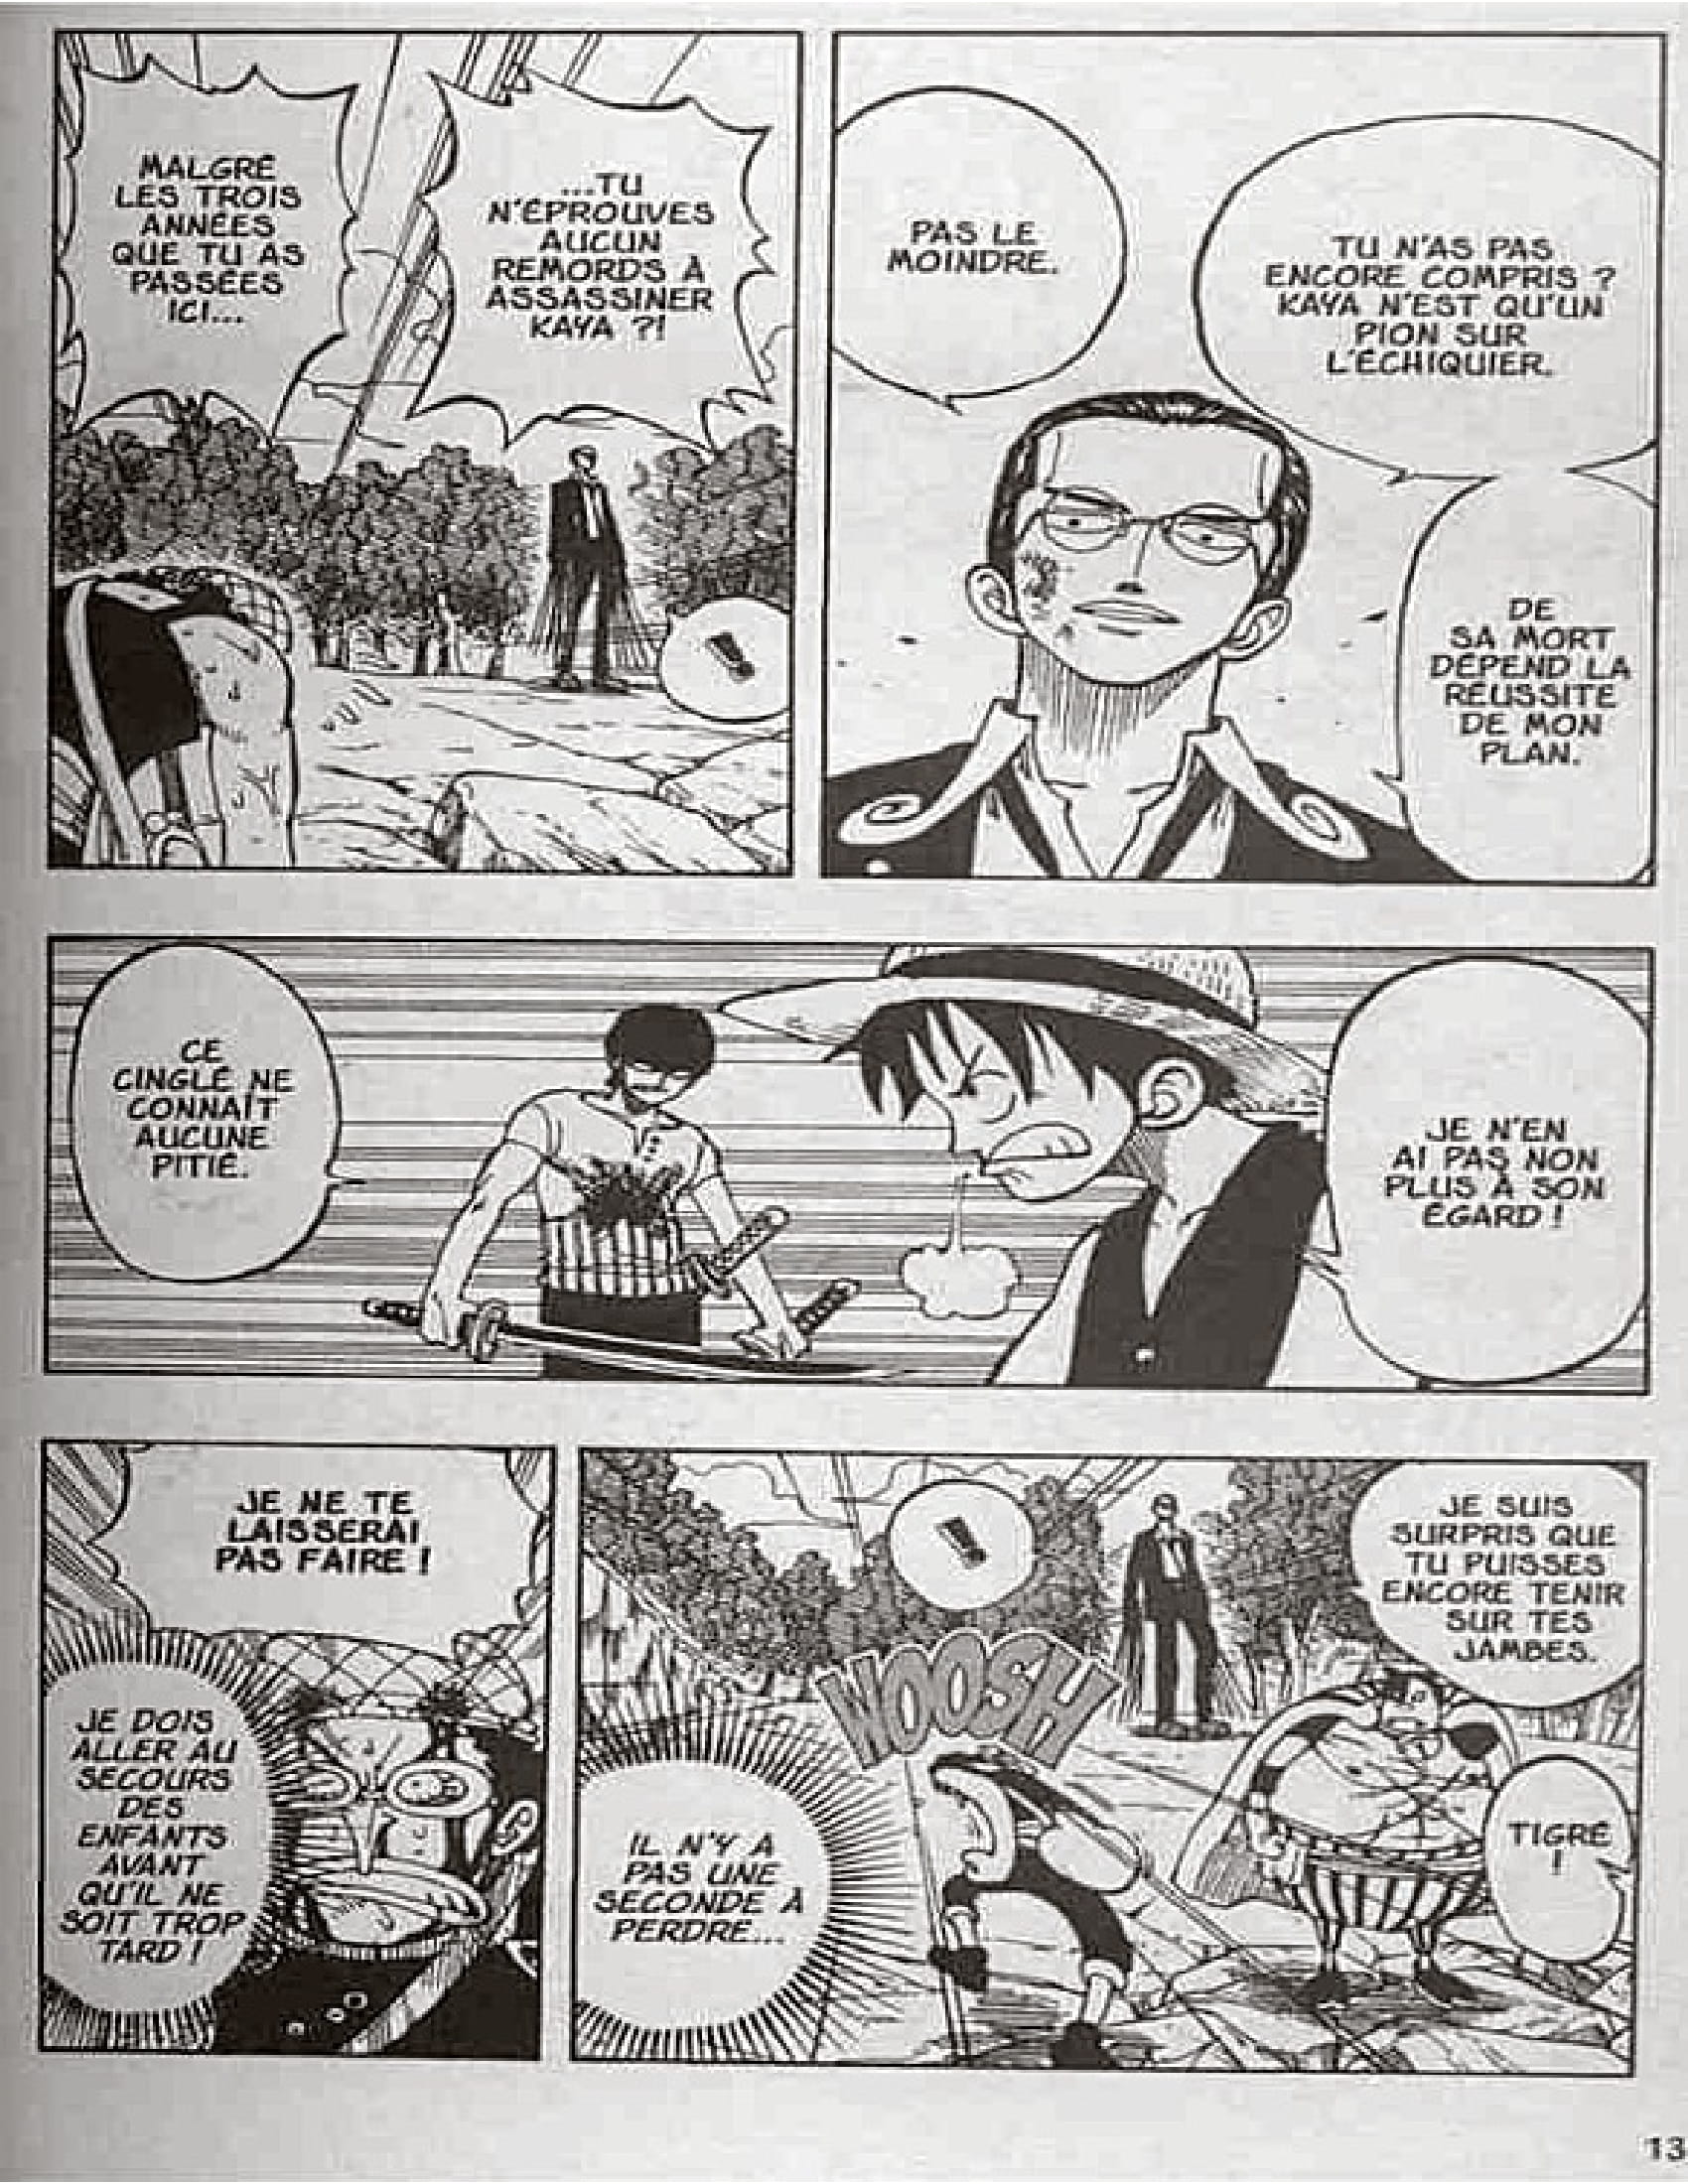 MALGRÉ
LES TROIS
ANNÉES
QUE TU AS
PASSÉES
ICI...
...TU
N'ÉPROUVES
AUCUN
REMORDS À
ASSASSINER
KAYA ?!
!
PAS LE
MOINDRE.
TU N'AS PAS
ENCORE COMPRIS ?
KAYA N'EST QU'UN
PION SUR
L'ÉCHIQUIER.
DE
SA MORT
DÉPEND LA
RÉUSSITE
DE MON
PLAN.
CE
CINGLÉ NE
CONNAÎT
AUCUNE
PITIÉ.
JE N'EN
AI PAS NON
PLUS À SON
ÉGARD !
JE NE TE
LAISSERAI
PAS FAIRE !
JE DOIS
ALLER AU
SECOURS
DES
ENFANTS
AVANT
QU'IL NE
SOIT TROP
TARD !
!
JE SUIS
SURPRIS QUE
TU PUISSES
ENCORE TENIR
SUR TES
JAMBES.
WOOSH
IL N'Y A
PAS UNE
SECONDE À
PERDRE...
TIGRÉ
!
13